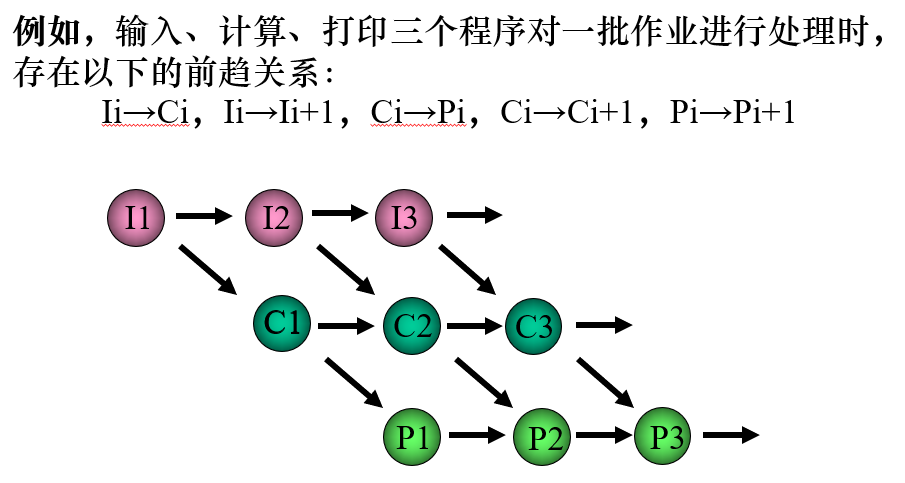 例如，输入、计算、打印三个程序对一批作业进行处理时，
存在以下的前趋关系：
Ii→Ci，Ii→Ii+1，Ci→Pi，Ci→Ci+1，Pi→Pi+1
I1 I2 I3
C1 C2 C3
P1 P2 P3